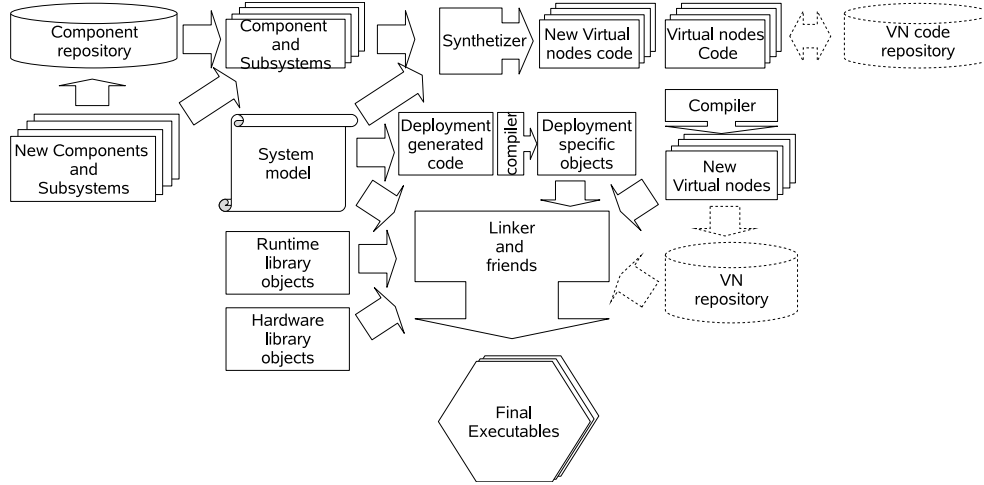 Component
repository
Component
and
Subsystems
Synthetizer
New Virtual
nodes code
Virtual nodes
Code
VN code
repository
New Components
and
Subsystems
System
model
Deployment
generated
code
compiler
Deployment
specific
objects
Compiler
New
Virtual nodes
Runtime
library
objects
Linker
and
friends
VN
repository
Hardware
library
objects
Final
Executables